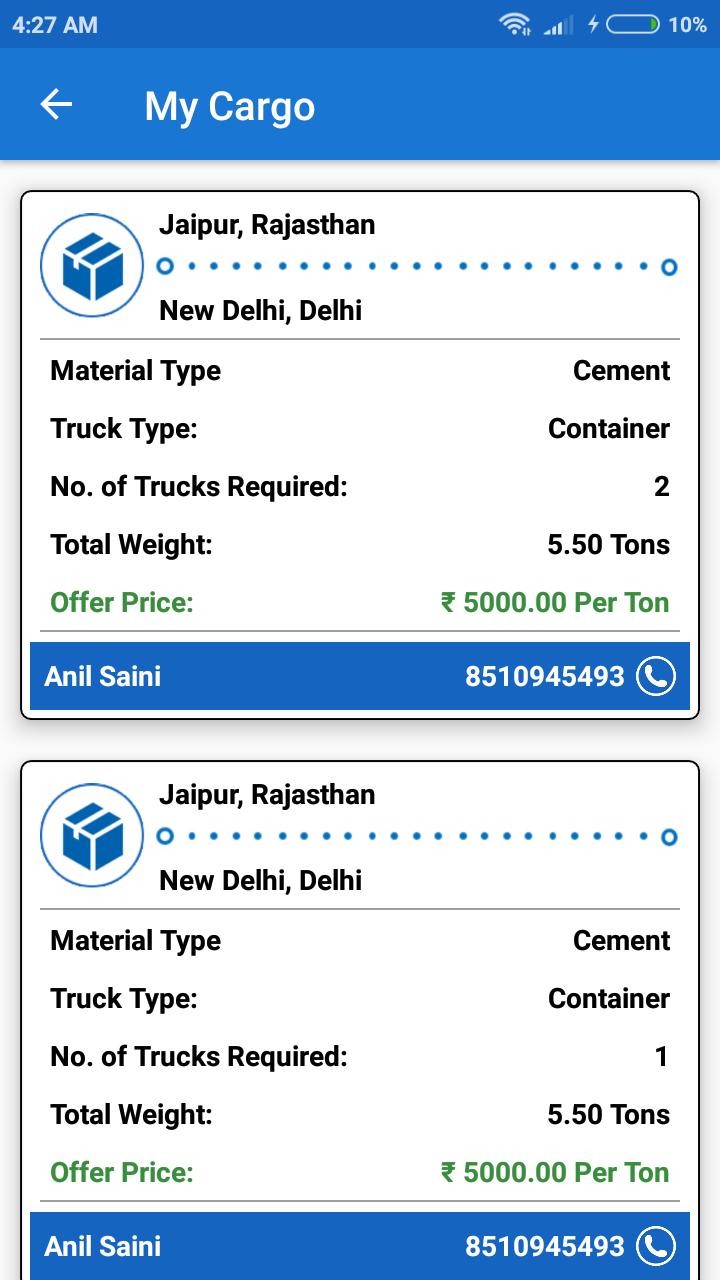 4:27 AM 10%
My Cargo
Jaipur, Rajasthan
New Delhi, Delhi
Material Type Cement
Truck Type: Container
No. of Trucks Required: 2
Total Weight: 5.50 Tons
Offer Price: ₹ 5000.00 Per Ton
Anil Saini 8510945493
Jaipur, Rajasthan
New Delhi, Delhi
Material Type Cement
Truck Type: Container
No. of Trucks Required: 1
Total Weight: 5.50 Tons
Offer Price: ₹ 5000.00 Per Ton
Anil Saini 8510945493